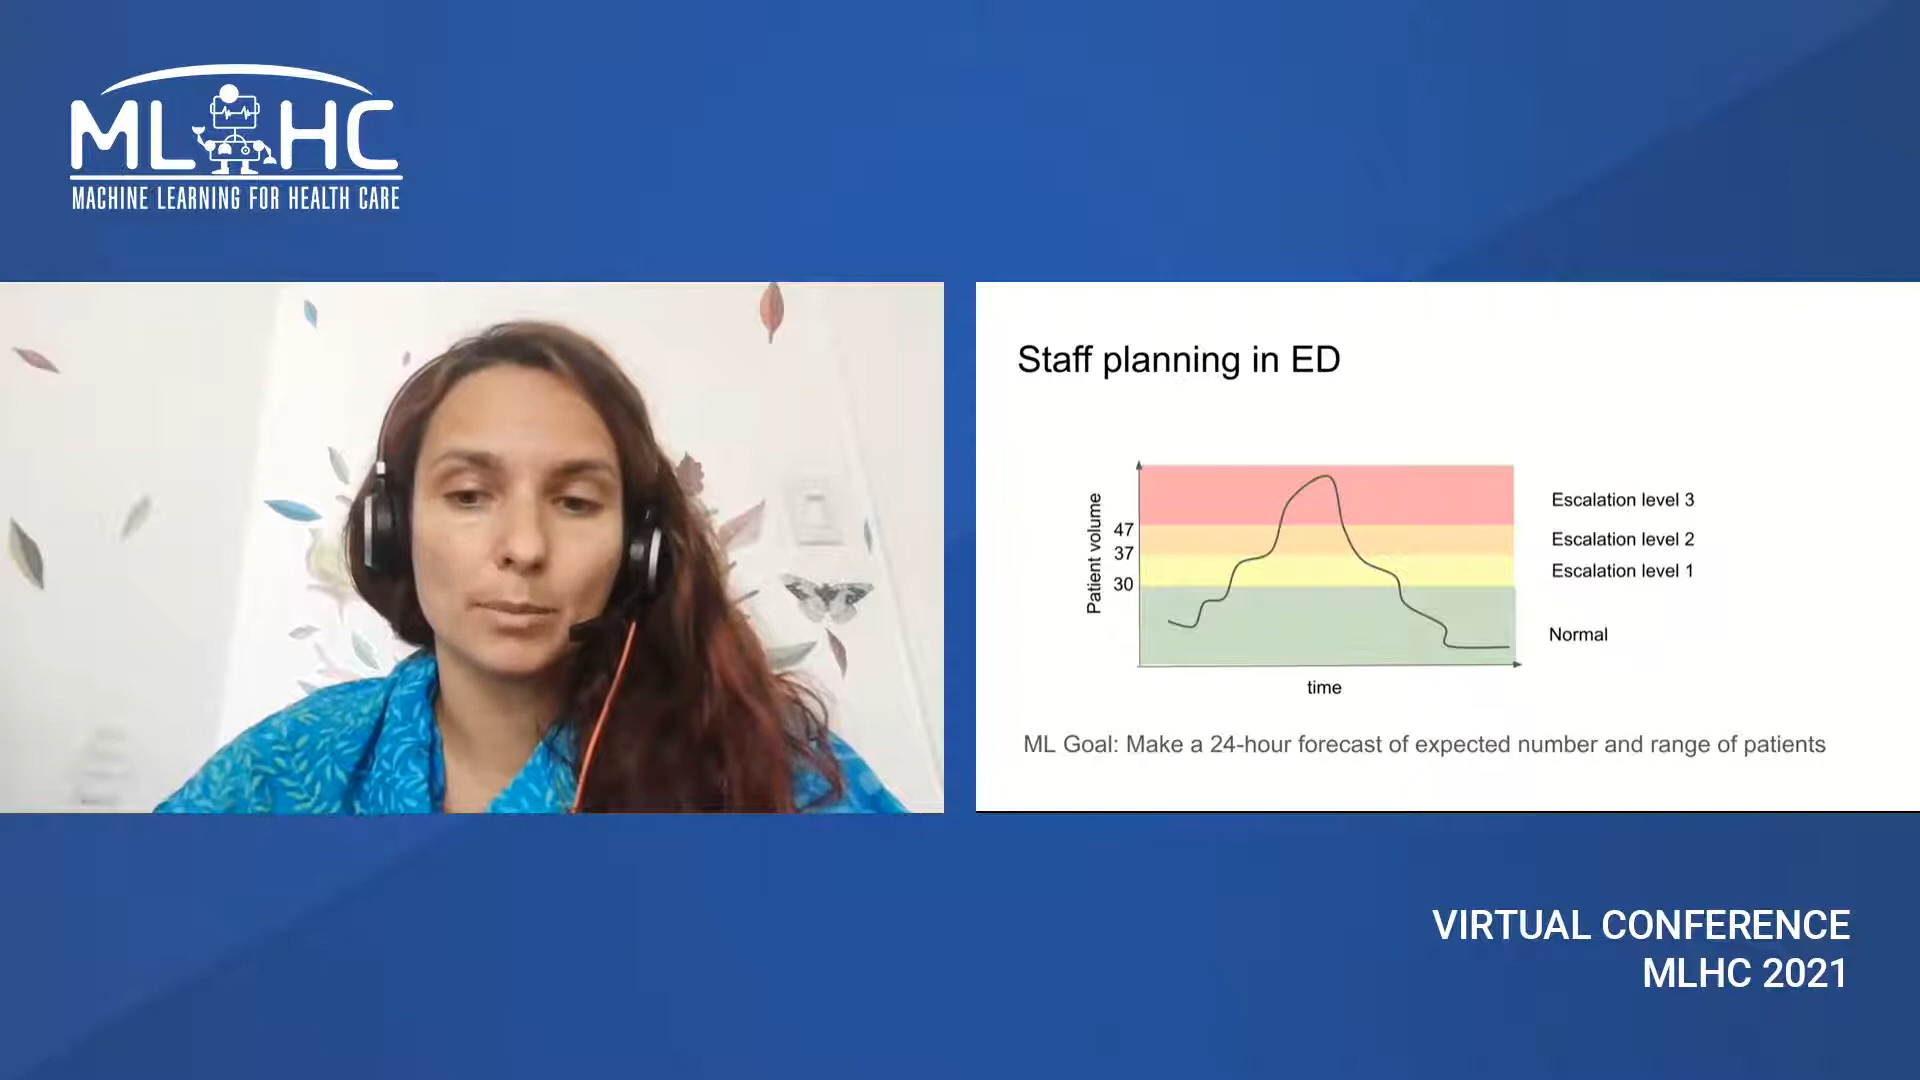 MLHC
MACHINE LEARNING FOR HEALTH CARE
Staff planning in ED
Patient volume
47
37
30
Escalation level 3
Escalation level 2
Escalation level 1
Normal
time
ML Goal: Make a 24-hour forecast of expected number and range of patients
VIRTUAL CONFERENCE
MLHC 2021